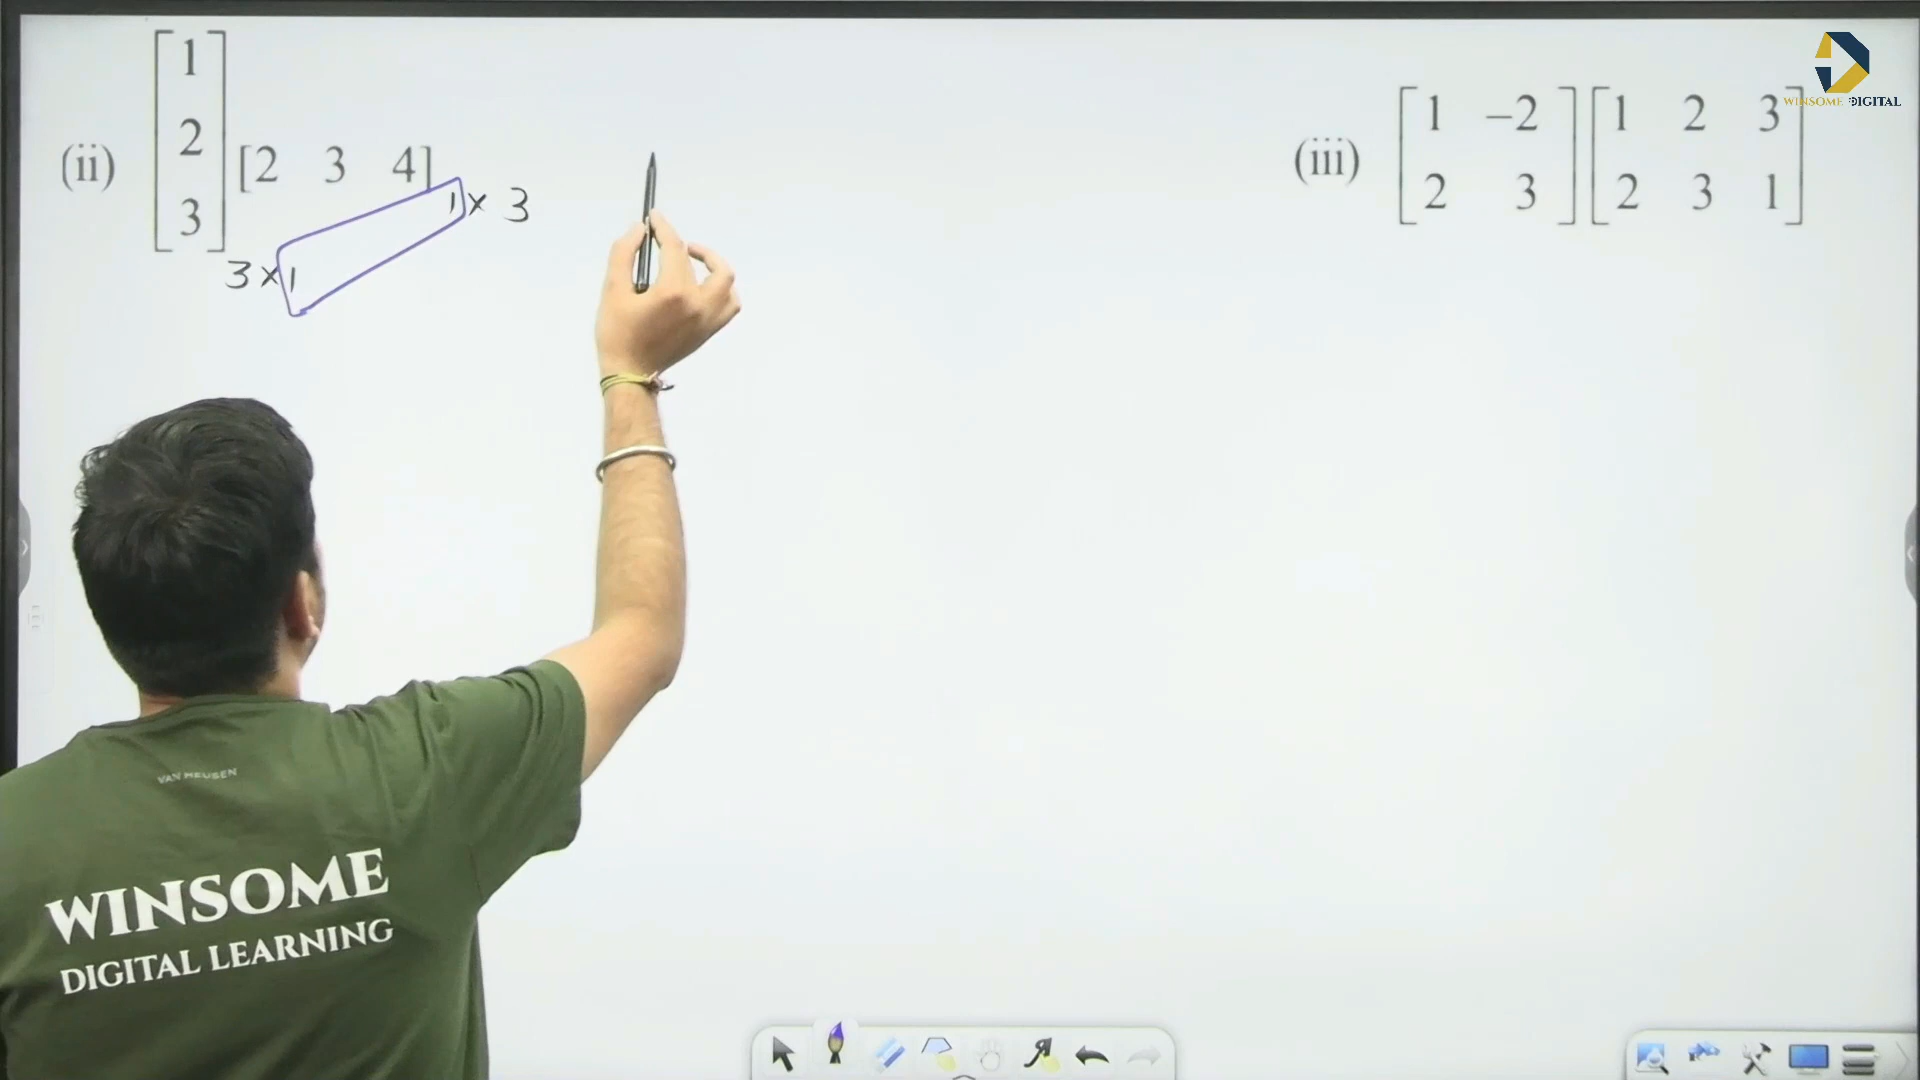 (ii) [1 2 3] [2 3 4]
3 × 1
1 × 3
(iii) [1 −2 2 3] [1 2 3 2 3 1]
WINSOME DIGITAL
VAN HEUSEN
WINSOME
DIGITAL LEARNING